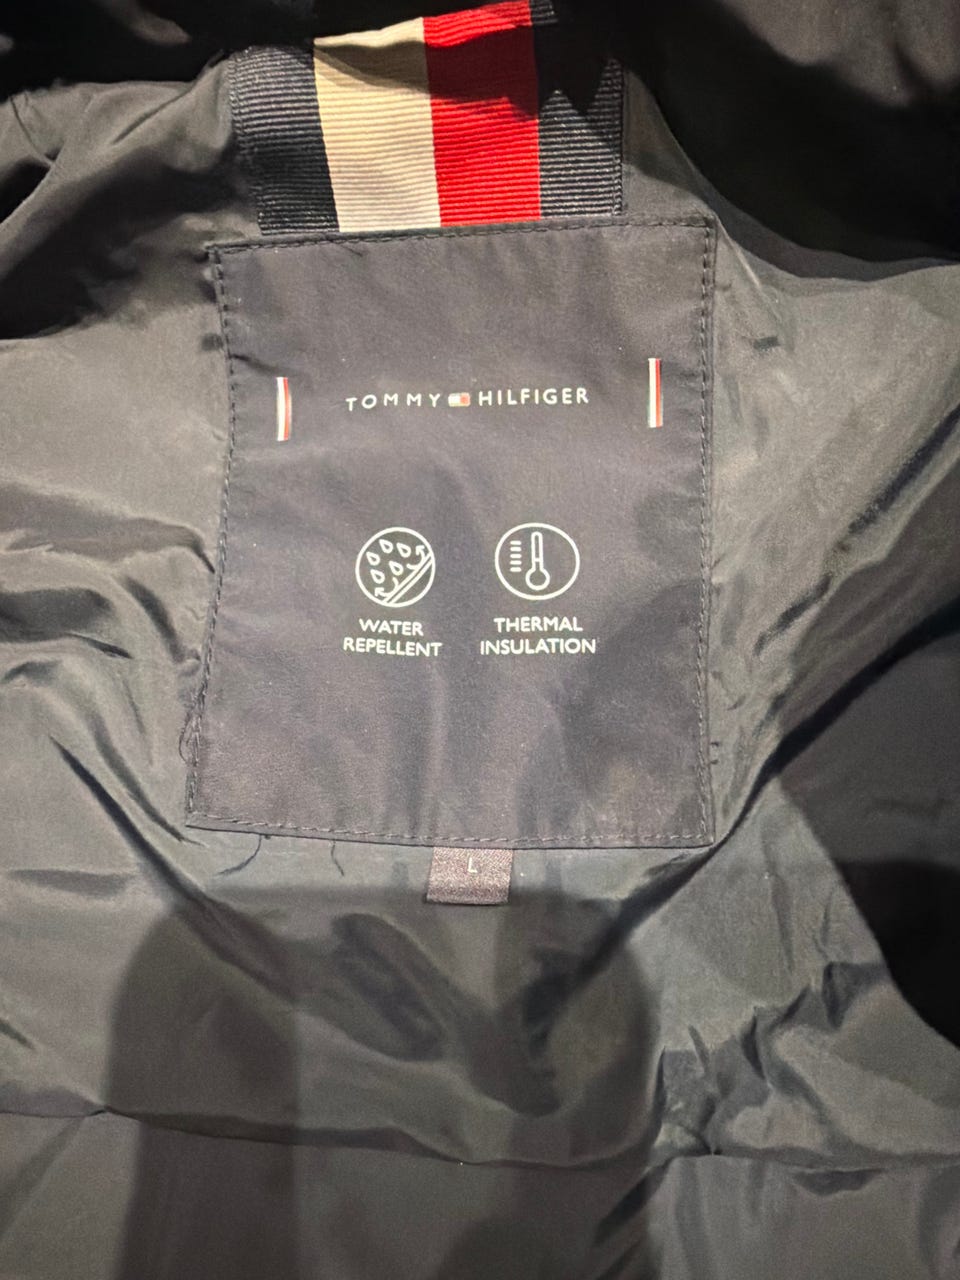 TOMMY HILFIGER
WATER REPELLENT
THERMAL INSULATION
L